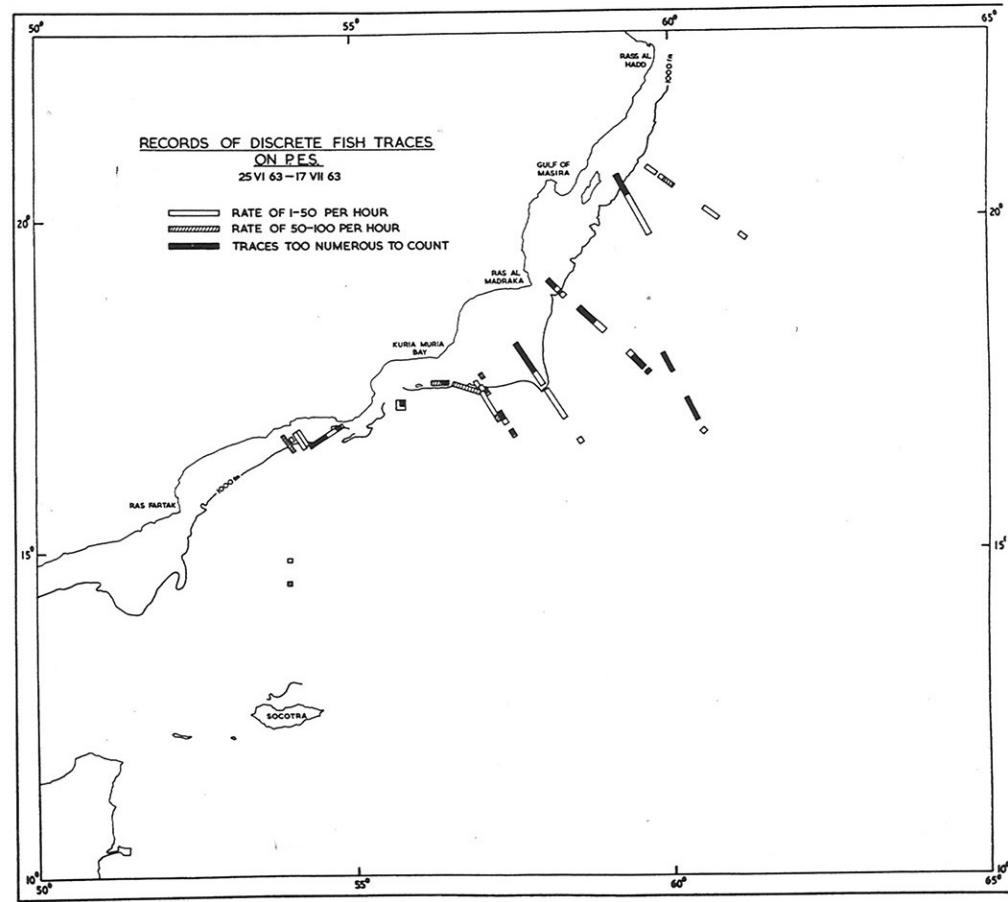 50°
55°
60°
65°
RASS AL
HADD
1000 fm
RECORDS OF DISCRETE FISH TRACES
ON P.E.S.
25 VI 63 – 17 VII 63
GULF OF
MASIRA
RATE OF 1-50 PER HOUR
RATE OF 50-100 PER HOUR
TRACES TOO NUMEROUS TO COUNT
20°
20°
RAS AL
MADRAKA
KURIA MURIA
BAY
1000 fm
RAS FARTAK
15°
15°
SOCOTRA
10°
10°
50°
55°
60°
65°